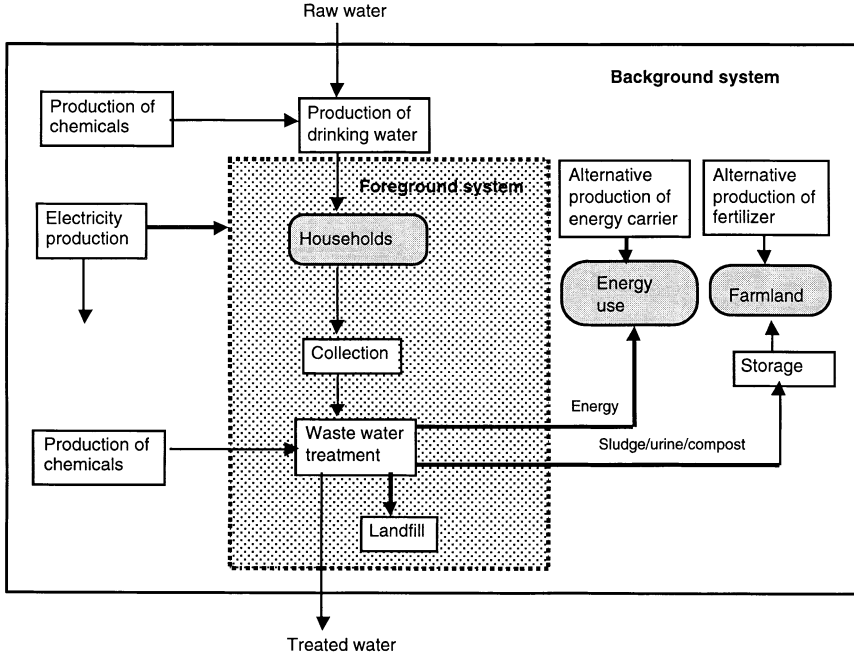 Raw water
Background system
Production of
chemicals
Production of
drinking water
Foreground system
Alternative
production of
energy carrier
Alternative
production of
fertilizer
Electricity
production
Households
Energy
use
Farmland
Collection
Storage
Energy
Production of
chemicals
Waste water
treatment
Sludge/urine/compost
Landfill
Treated water